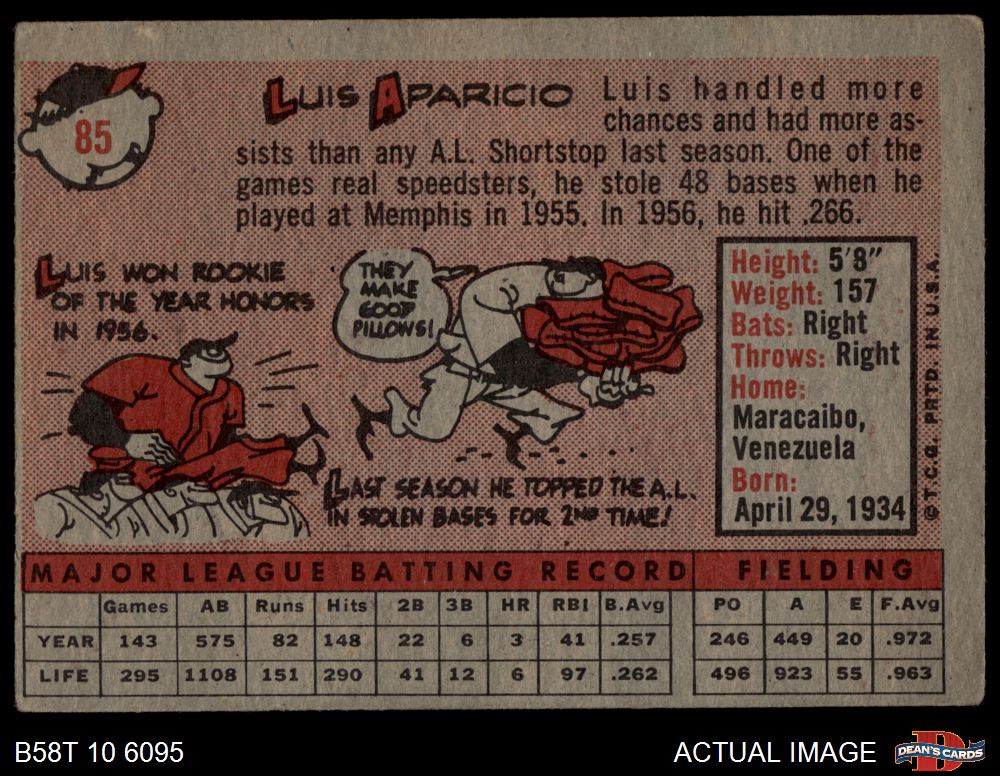 85
LUIS APARICIO
Luis handled more
chances and had more as-
sists than any A.L. Shortstop last season. One of the
games real speedsters, he stole 48 bases when he
played at Memphis in 1955. In 1956, he hit .266.
LUIS WON ROOKIE
OF THE YEAR HONORS
IN 1956.
THEY
MAKE
GOOD
PILLOWS!
LAST SEASON HE TOPPED THE A.L.
IN STOLEN BASES FOR 2ND TIME!
Height: 5'8"
Weight: 157
Bats: Right
Throws: Right
Home:
Maracaibo,
Venezuela
Born:
April 29, 1934
© T.C.G. PRTD. IN U.S.A.
MAJOR LEAGUE BATTING RECORD FIELDING
Games AB Runs Hits 2B 3B HR RBI B.Avg PO A E F.Avg
YEAR 143 575 82 148 22 6 3 41 .257 246 449 20 .972
LIFE 295 1108 151 290 41 12 6 97 .262 496 923 55 .963
B58T 10 6095
ACTUAL IMAGE
DEAN'S CARDS